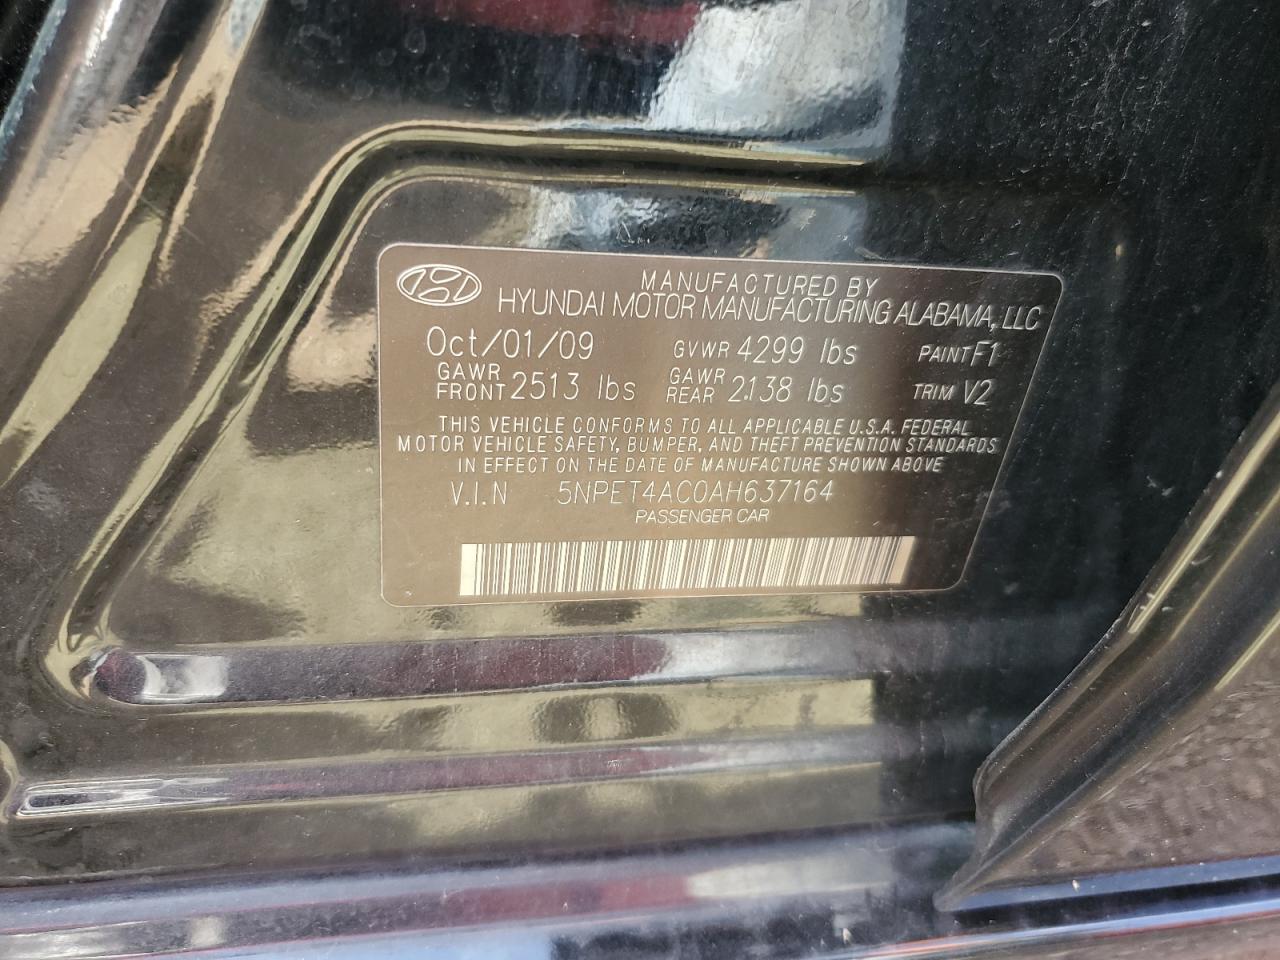 MANUFACTURED BY
HYUNDAI MOTOR MANUFACTURING ALABAMA, LLC
Oct/01/09 GVWR 4299 lbs PAINT F1
GAWR FRONT 2513 lbs GAWR REAR 2138 lbs TRIM V2
THIS VEHICLE CONFORMS TO ALL APPLICABLE U.S.A. FEDERAL
MOTOR VEHICLE SAFETY, BUMPER, AND THEFT PREVENTION STANDARDS
IN EFFECT ON THE DATE OF MANUFACTURE SHOWN ABOVE
V.I.N 5NPET4AC0AH637164
PASSENGER CAR